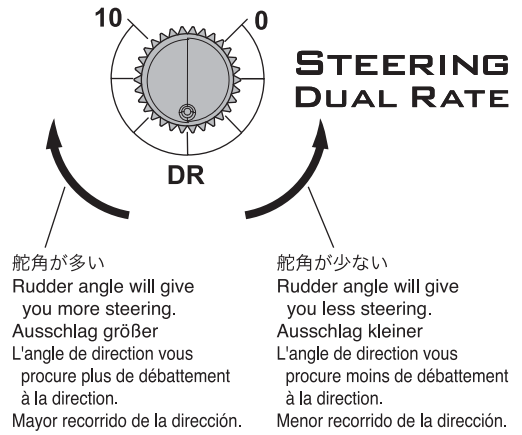 10
0
STEERING
DUAL RATE
DR
舵角が多い
Rudder angle will give
you more steering.
Ausschlag größer
L'angle de direction vous
procure plus de débattement
à la direction.
Mayor recorrido de la dirección.
舵角が少ない
Rudder angle will give
you less steering.
Ausschlag kleiner
L'angle de direction vous
procure moins de débattement
à la direction.
Menor recorrido de la dirección.